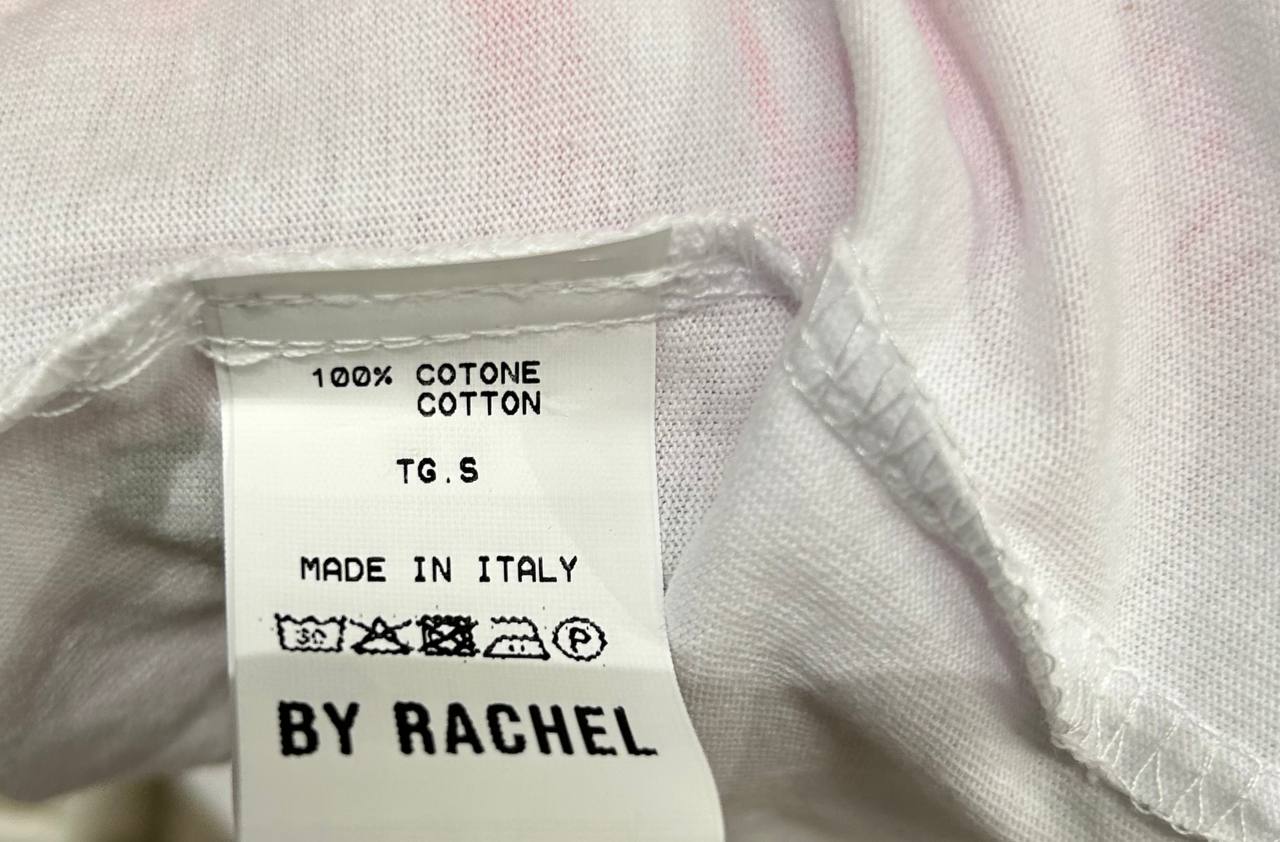 100% COTONE
COTTON
TG.S
MADE IN ITALY
30 P
BY RACHEL